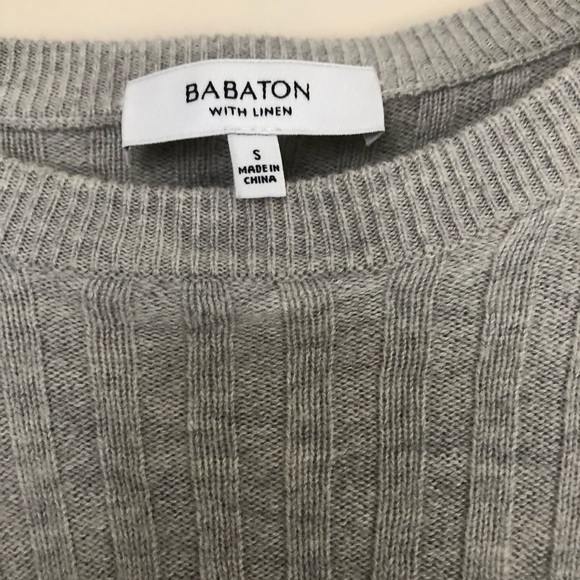 BABATON
WITH LINEN
S
MADE IN
CHINA